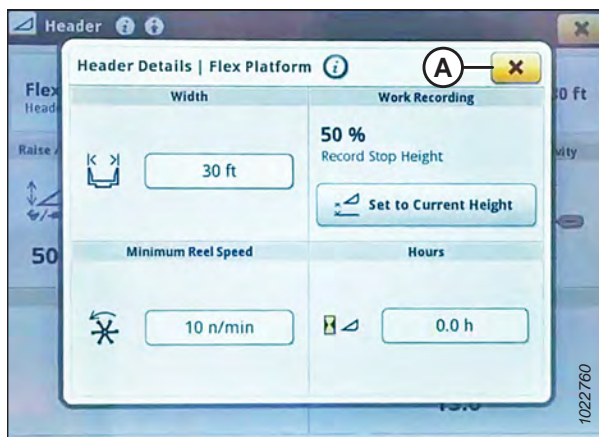 Header
Header Details | Flex Platform
A
Flex
Head
0 ft
Width
Work Recording
Raise
vity
50 %
Record Stop Height
30 ft
Set to Current Height
50
Minimum Reel Speed
Hours
10 n/min
0.0 h
1022760